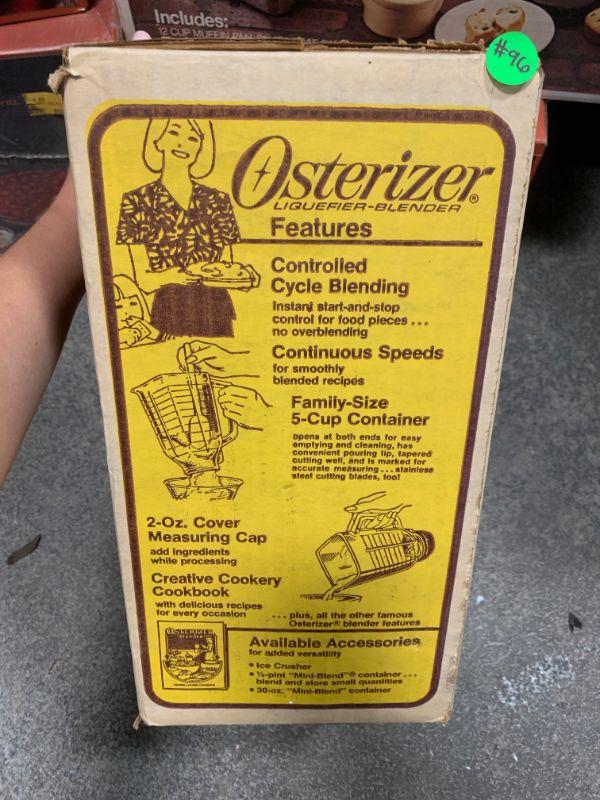 Includes:
12 CUP MUFFIN PAN
#96
Osterizer®
LIQUEFIER-BLENDER
Features
Controlled
Cycle Blending
Instant start-and-stop
control for food pieces...
no overblending
Continuous Speeds
for smoothly
blended recipes
Family-Size
5-Cup Container
opens at both ends for easy
emptying and cleaning, has
convenient pouring lip, tapered
cutting well, and is marked for
accurate measuring...stainless
steel cutting blades, too!
2-Oz. Cover
Measuring Cap
add ingredients
while processing
Creative Cookery
Cookbook
with delicious recipes
for every occasion
...plus, all the other famous
Osterizer® blender features
OSTERIZER
BLENDER
Available Accessories
for added versatility
• Ice Crusher
• ½-pint "Mini-Blend"® container...
blend and store small quantities
• 30-oz. "Mini-Blend" container